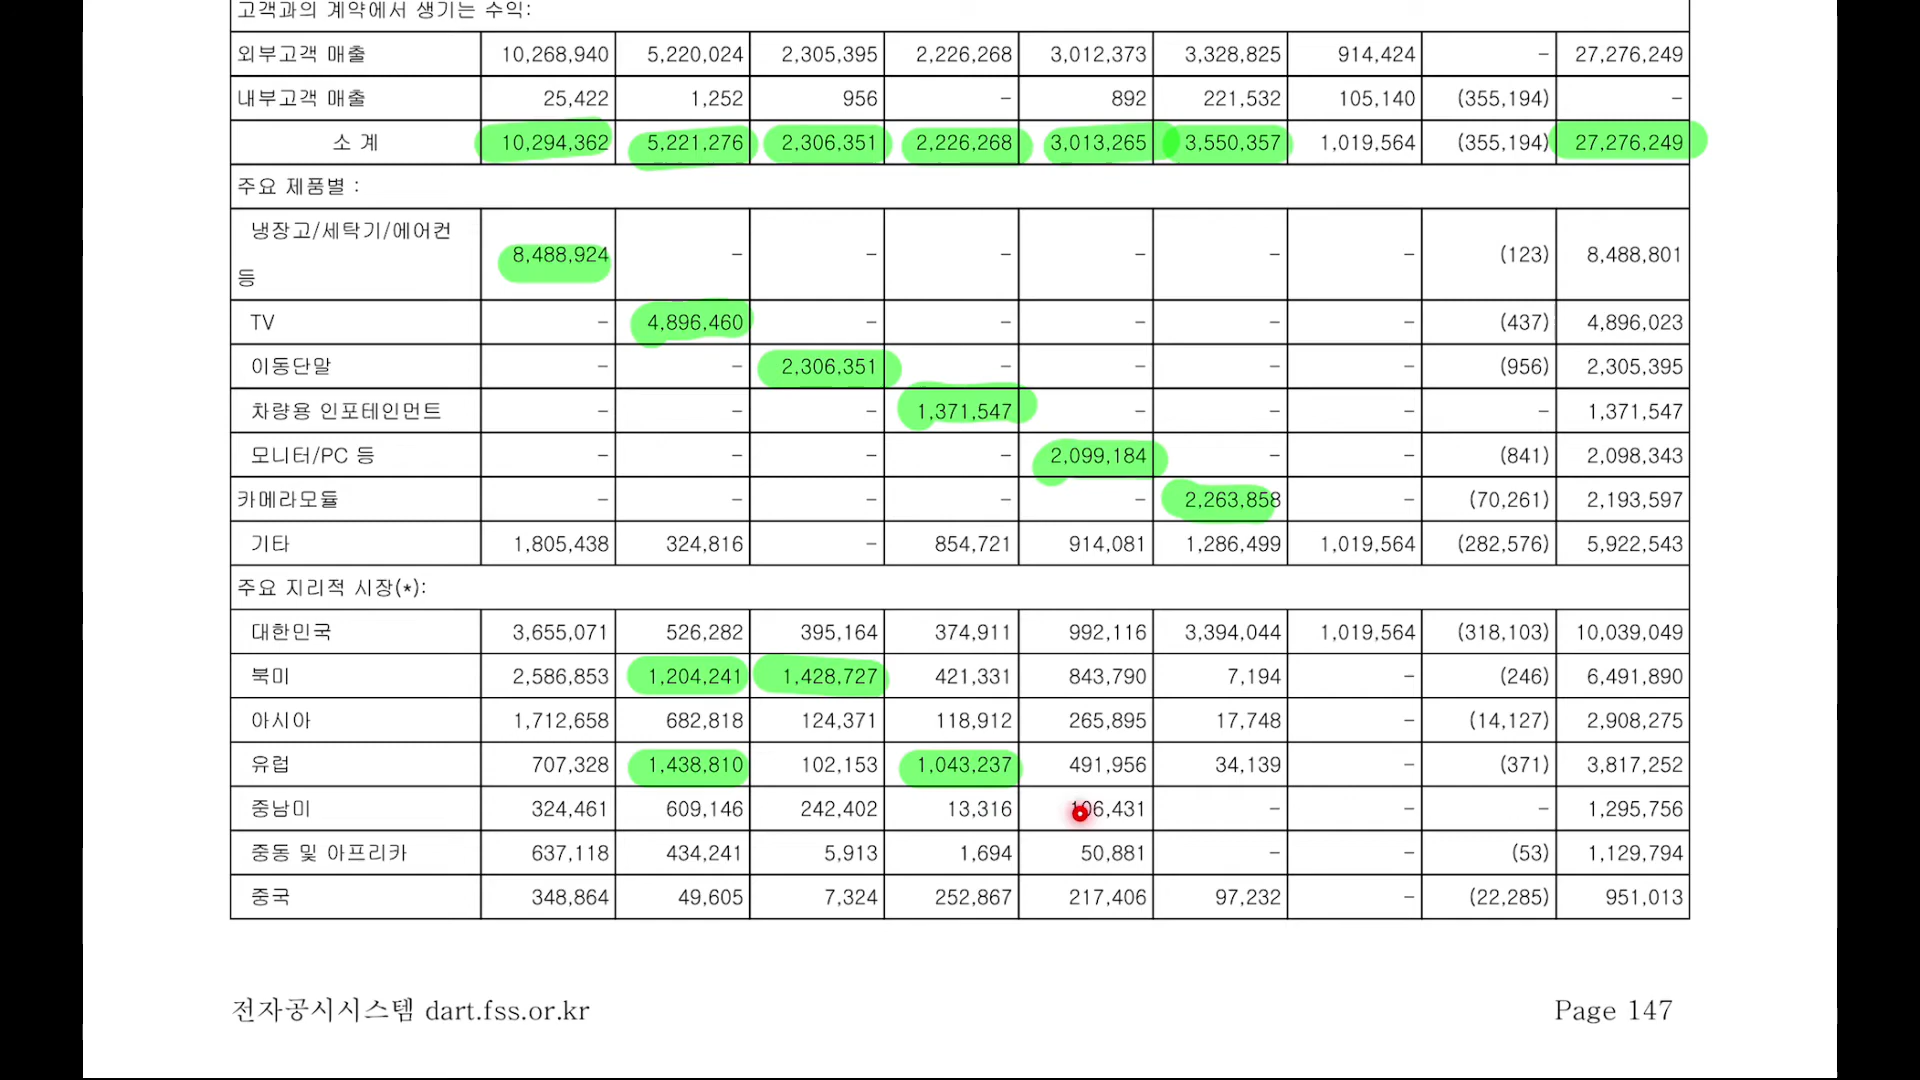 고객과의 계약에서 생기는 수익:
외부고객 매출 10,268,940 5,220,024 2,305,395 2,226,268 3,012,373 3,328,825 914,424 – 27,276,249
내부고객 매출 25,422 1,252 956 – 892 221,532 105,140 (355,194) –
소 계 10,294,362 5,221,276 2,306,351 2,226,268 3,013,265 3,550,357 1,019,564 (355,194) 27,276,249
주요 제품별 :
냉장고/세탁기/에어컨
등 8,488,924 – – – – – – (123) 8,488,801
TV – 4,896,460 – – – – – (437) 4,896,023
이동단말 – – 2,306,351 – – – – (956) 2,305,395
차량용 인포테인먼트 – – – 1,371,547 – – – – 1,371,547
모니터/PC 등 – – – – 2,099,184 – – (841) 2,098,343
카메라모듈 – – – – – 2,263,858 – (70,261) 2,193,597
기타 1,805,438 324,816 – 854,721 914,081 1,286,499 1,019,564 (282,576) 5,922,543
주요 지리적 시장(*):
대한민국 3,655,071 526,282 395,164 374,911 992,116 3,394,044 1,019,564 (318,103) 10,039,049
북미 2,586,853 1,204,241 1,428,727 421,331 843,790 7,194 – (246) 6,491,890
아시아 1,712,658 682,818 124,371 118,912 265,895 17,748 – (14,127) 2,908,275
유럽 707,328 1,438,810 102,153 1,043,237 491,956 34,139 – (371) 3,817,252
중남미 324,461 609,146 242,402 13,316 106,431 – – – 1,295,756
중동 및 아프리카 637,118 434,241 5,913 1,694 50,881 – – (53) 1,129,794
중국 348,864 49,605 7,324 252,867 217,406 97,232 – (22,285) 951,013
전자공시시스템 dart.fss.or.kr Page 147